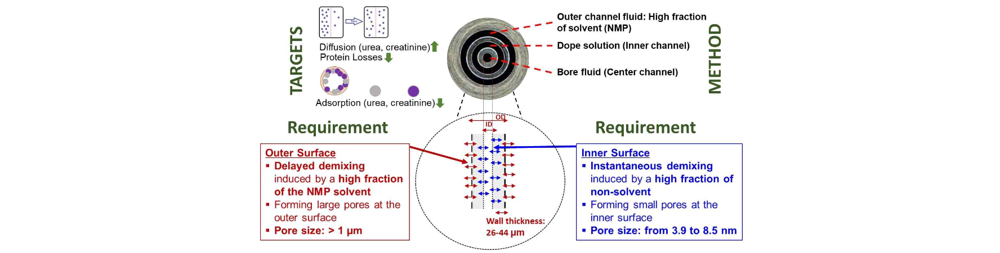 TARGETS
Time
Diffusion (urea, creatinine)
Protein Losses
Adsorption (urea, creatinine)
Outer channel fluid: High fraction
of solvent (NMP)
Dope solution (Inner channel)
Bore fluid (Center channel)
METHOD
Requirement
Outer Surface
▪ Delayed demixing
induced by a high fraction
of the NMP solvent
▪ Forming large pores at the
outer surface
▪ Pore size: > 1 µm
OD
ID
Wall thickness:
26-44 µm
Requirement
Inner Surface
▪ Instantaneous demixing
induced by a high fraction of
non-solvent
▪ Forming small pores at the
inner surface
▪ Pore size: from 3.9 to 8.5 nm